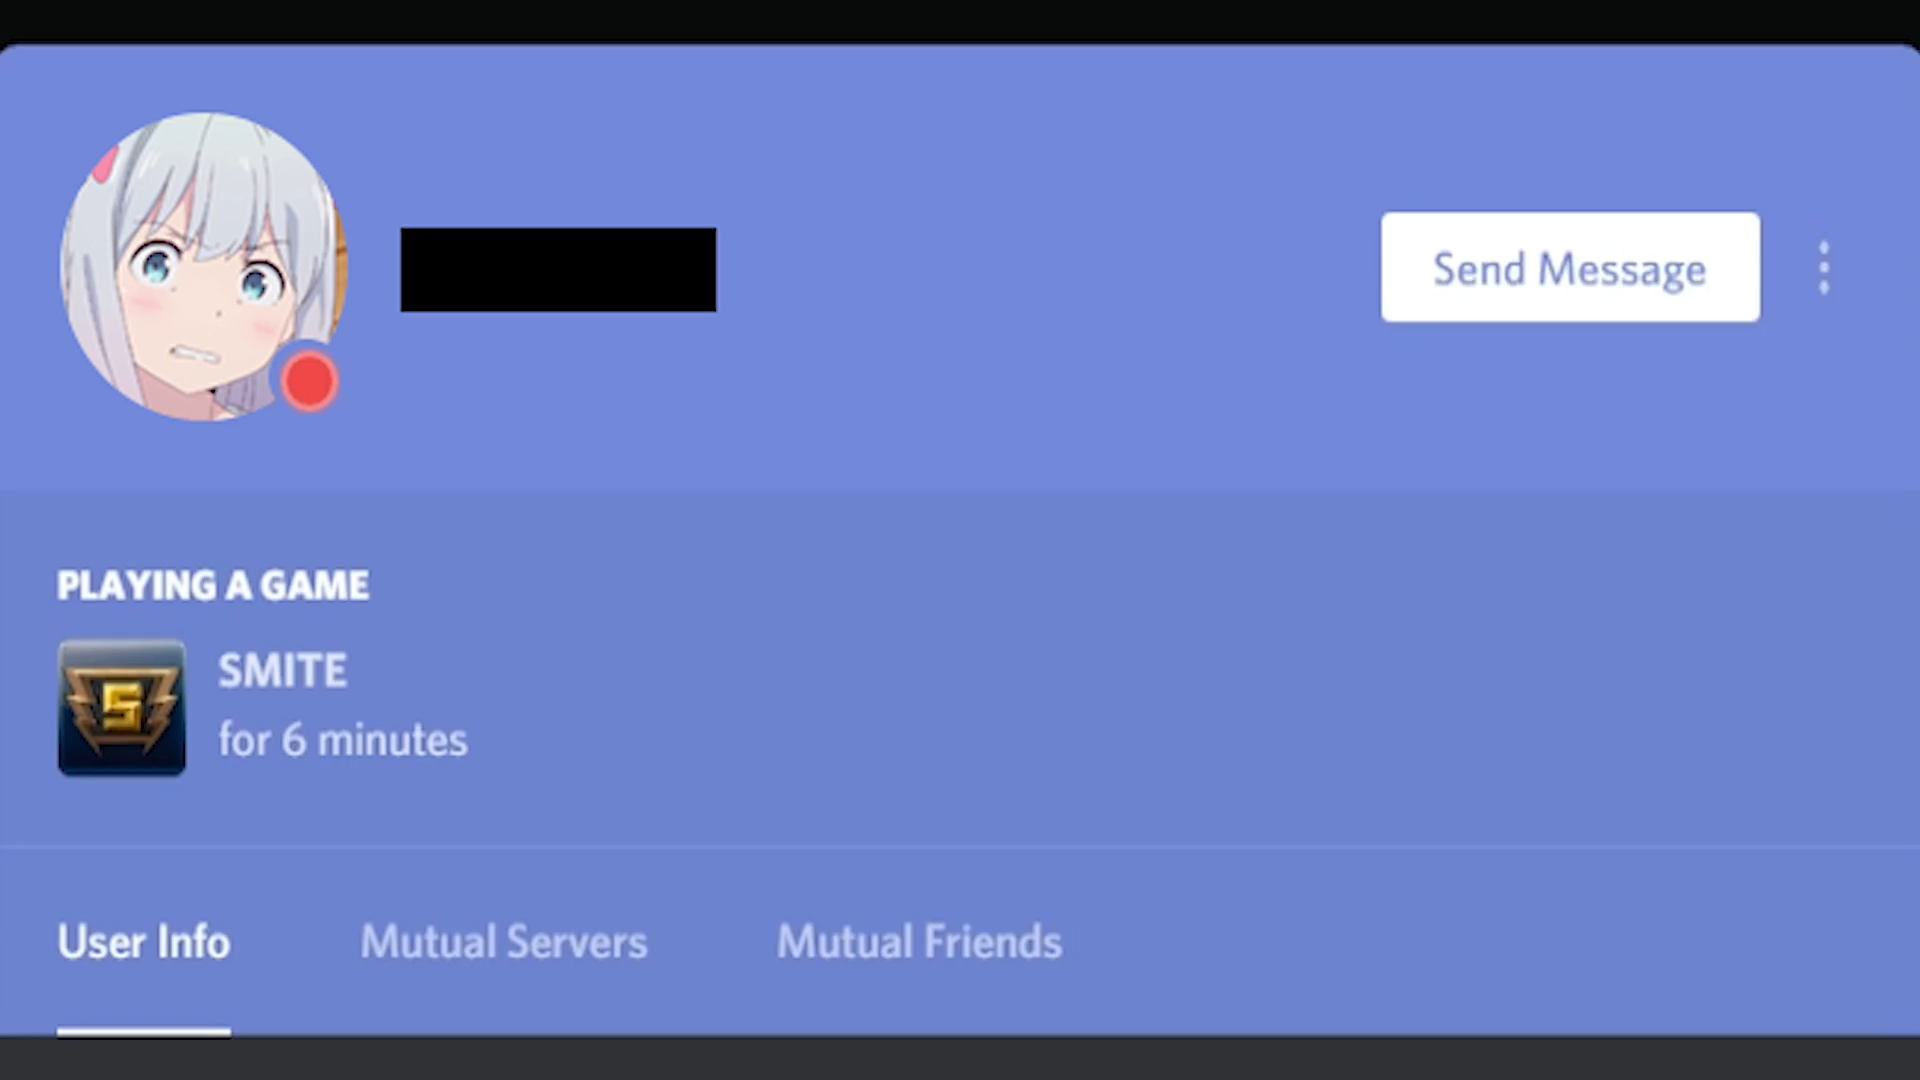 Send Message
PLAYING A GAME
S
SMITE
for 6 minutes
User Info
Mutual Servers
Mutual Friends